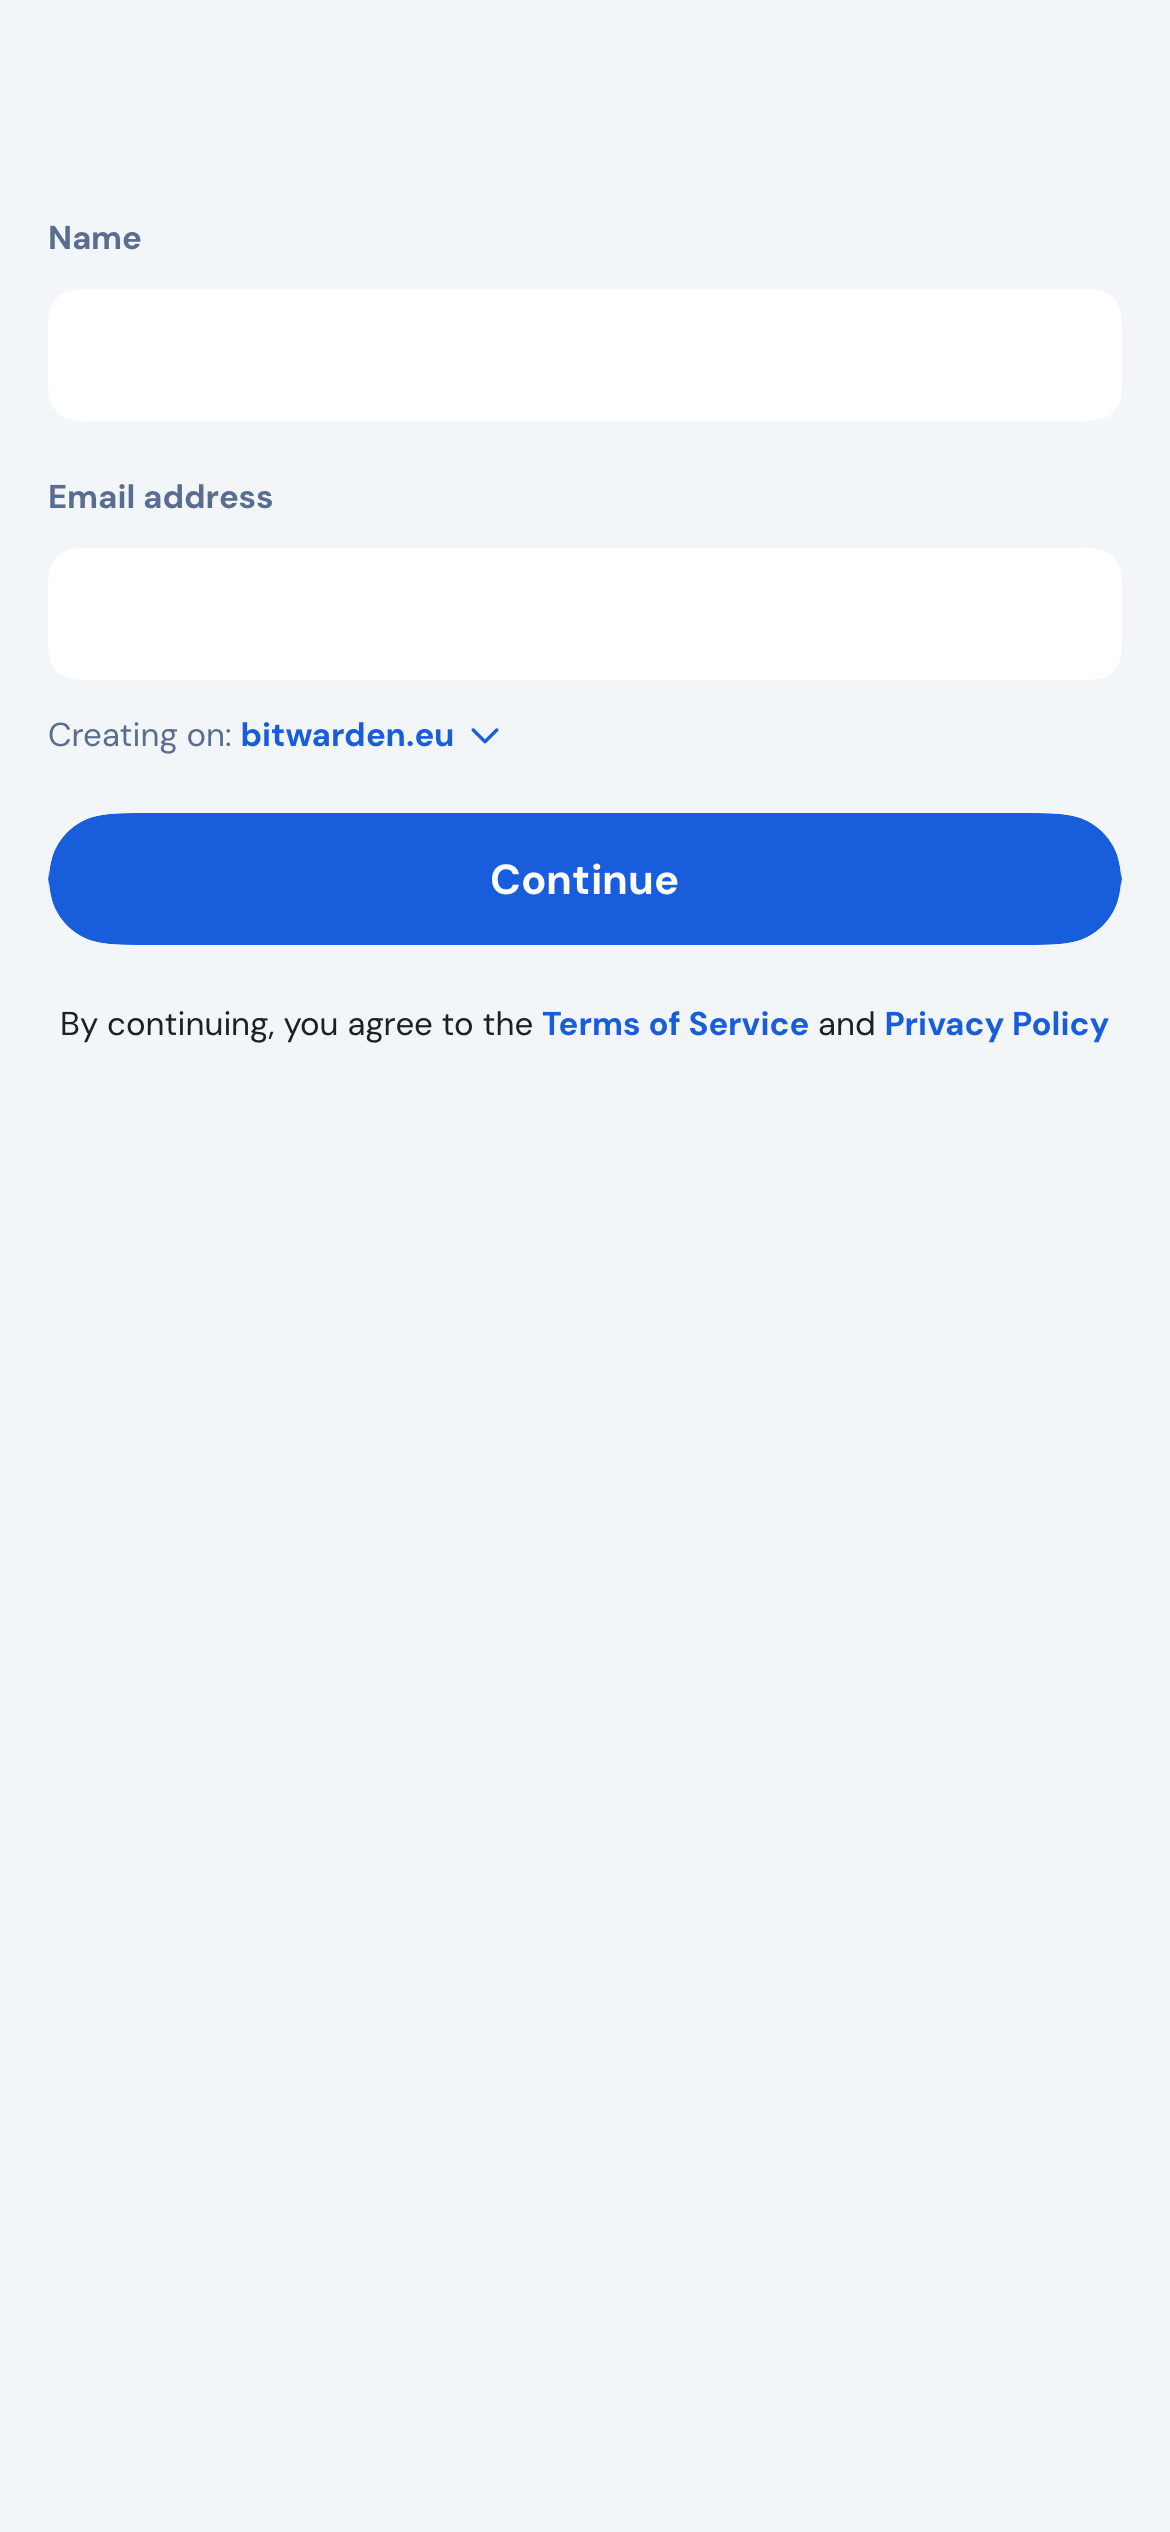 Name
Email address
Creating on: bitwarden.eu
Continue
By continuing, you agree to the Terms of Service and Privacy Policy